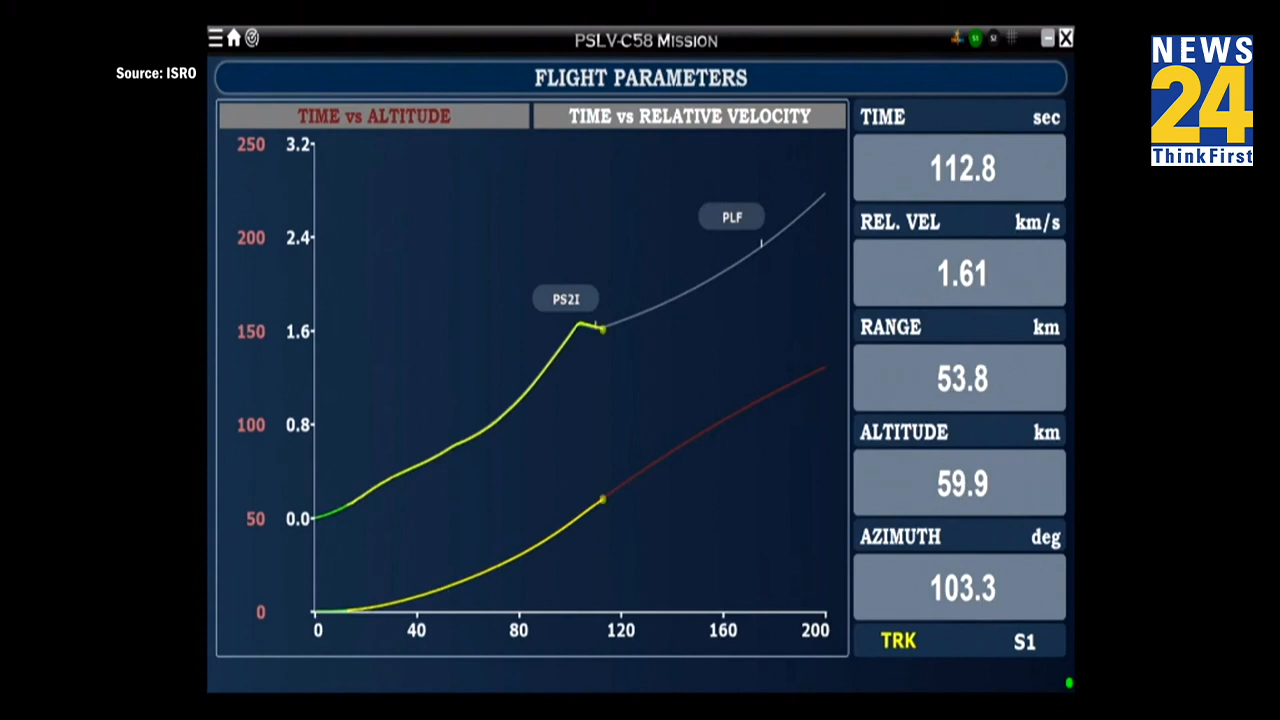 PSLV-C58 MISSION
Source: ISRO
NEWS
24
ThinkFirst
FLIGHT PARAMETERS
TIME vs ALTITUDE TIME vs RELATIVE VELOCITY
250 3.2
200 2.4
150 1.6
100 0.8
50 0.0
0
PLF
PS2I
0 40 80 120 160 200
TIME sec
112.8
REL. VEL km/s
1.61
RANGE km
53.8
ALTITUDE km
59.9
AZIMUTH deg
103.3
TRK S1